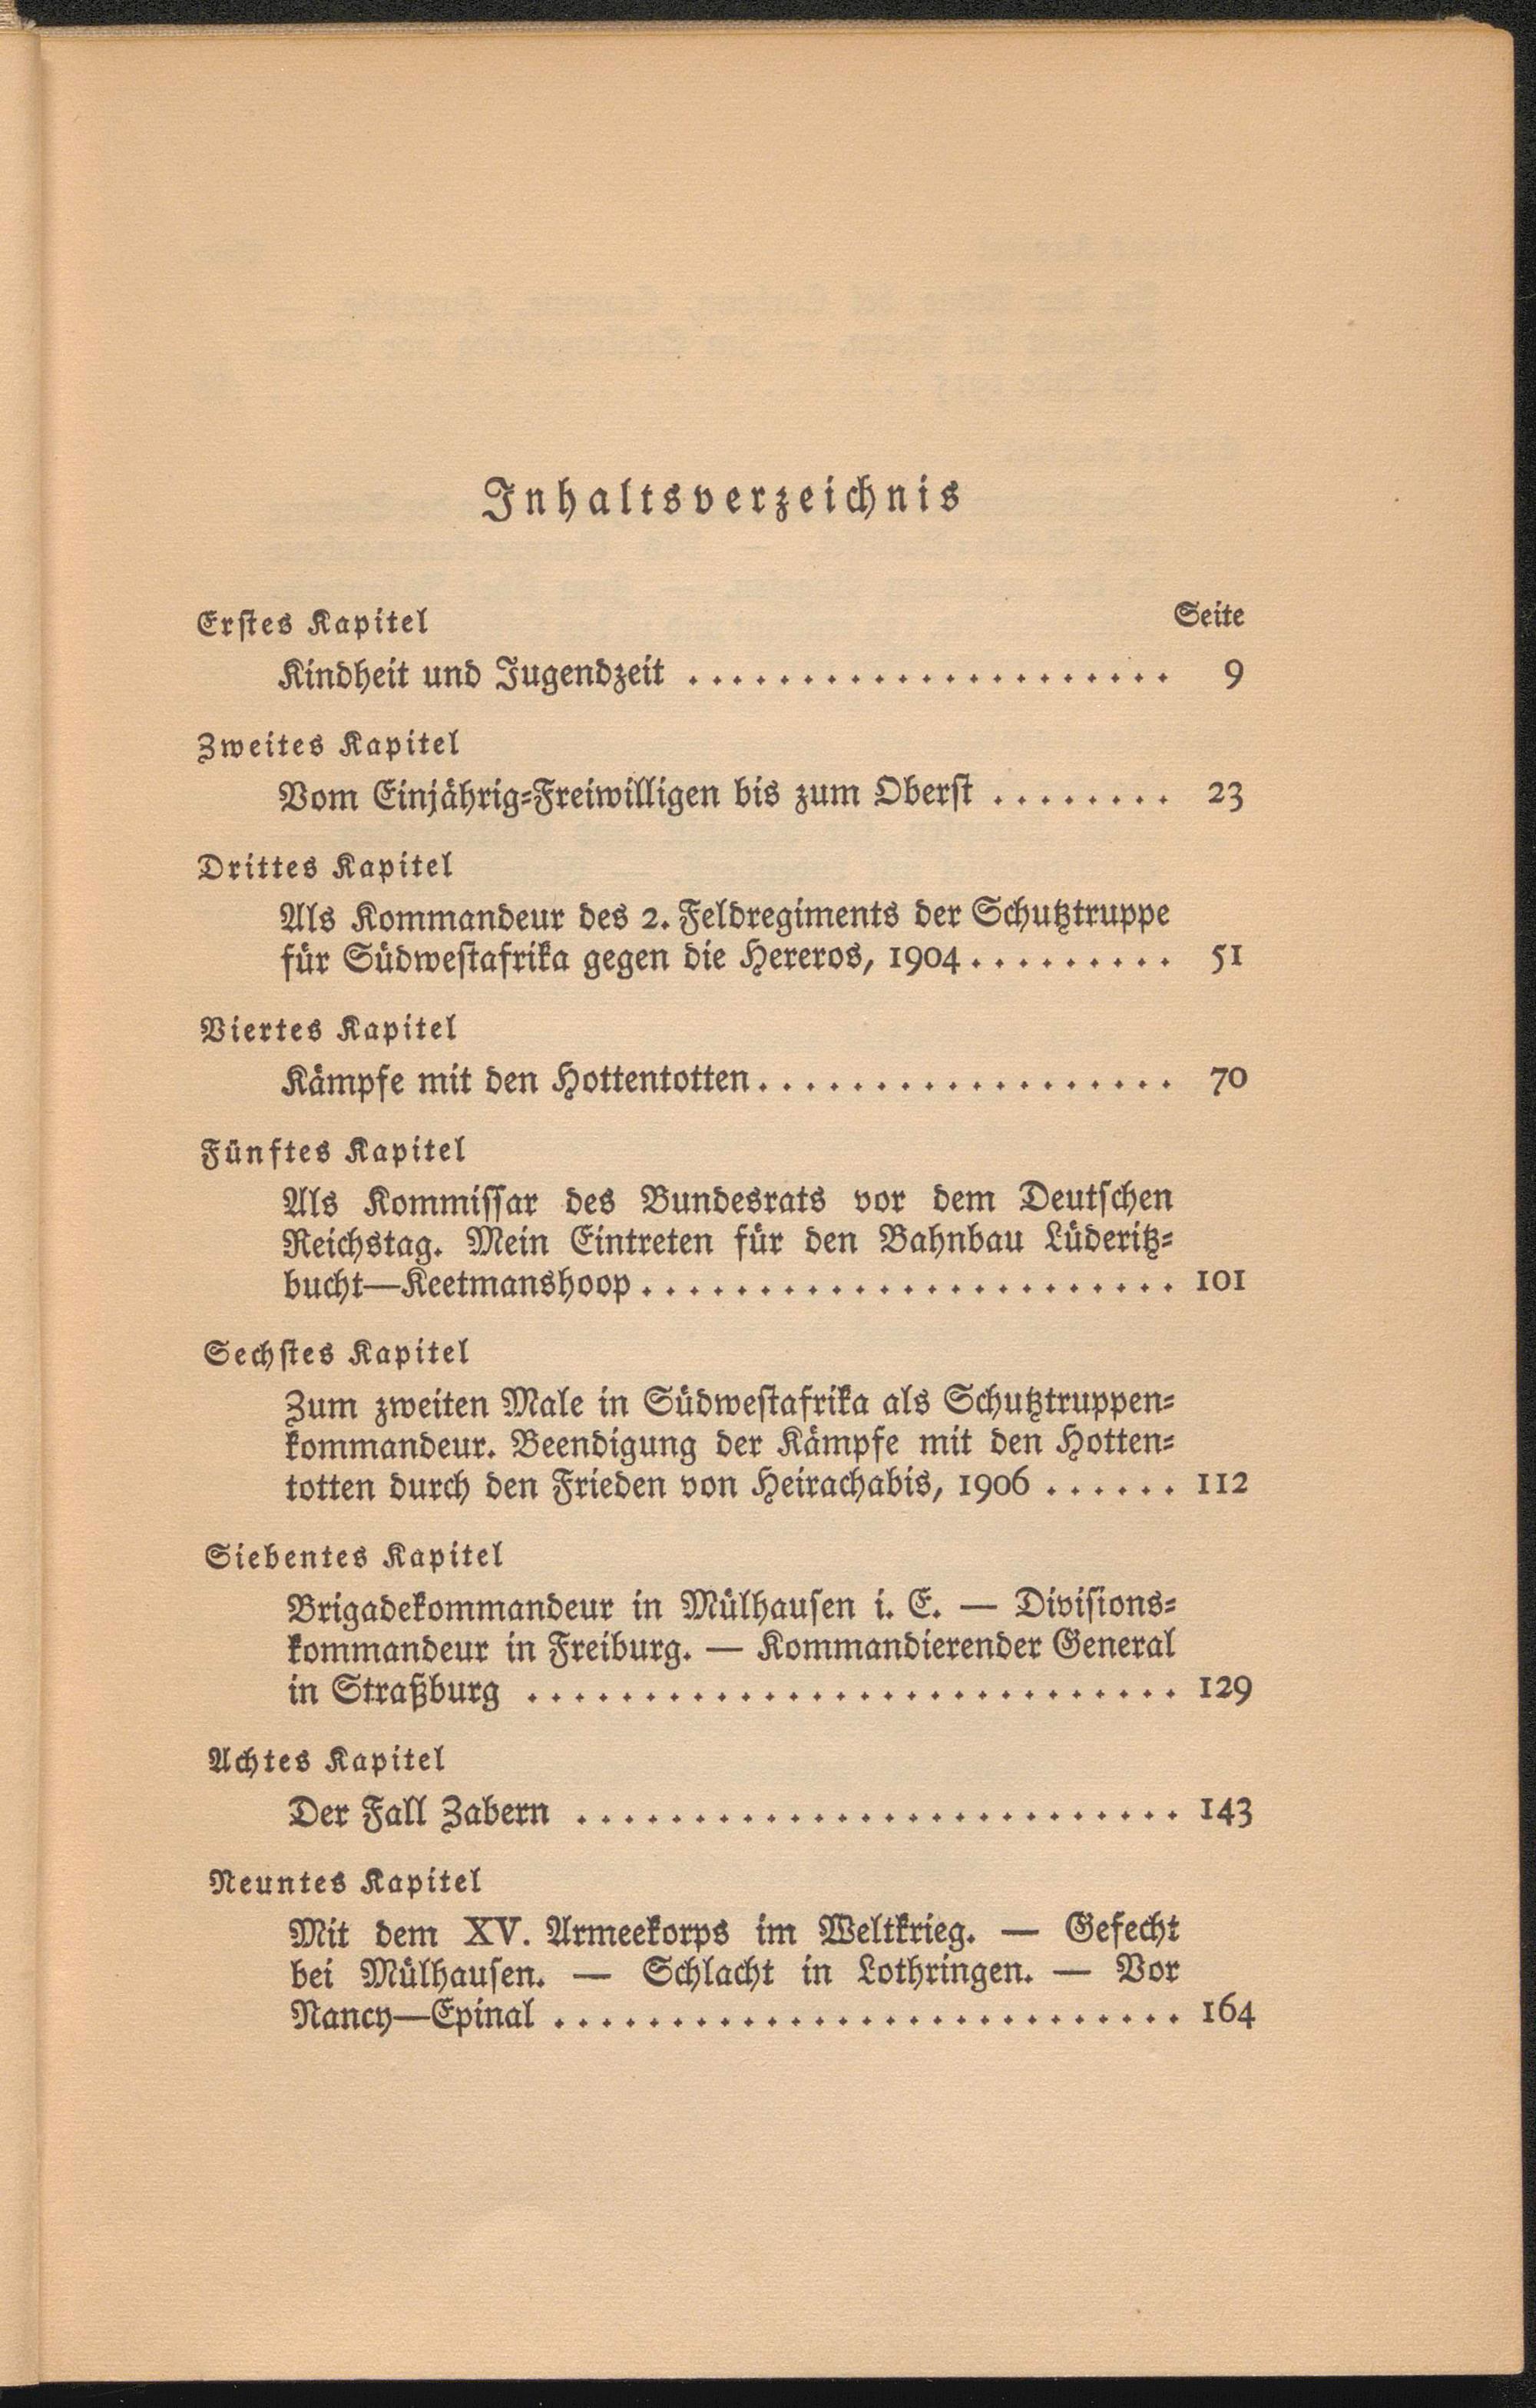 Inhaltsverzeichnis
Erstes Kapitel Seite
Kindheit und Jugendzeit . . . . . . . . . . . . . . . . . . . . . 9
Zweites Kapitel
Vom Einjährig-Freiwilligen bis zum Oberst . . . . . . . . 23
Drittes Kapitel
Als Kommandeur des 2. Feldregiments der Schutztruppe
für Südwestafrika gegen die Hereros, 1904 . . . . . . . . . 51
Viertes Kapitel
Kämpfe mit den Hottentotten . . . . . . . . . . . . . . . . . . 70
Fünftes Kapitel
Als Kommissar des Bundesrats vor dem Deutschen
Reichstag. Mein Eintreten für den Bahnbau Lüderitz-
bucht—Keetmanshoop . . . . . . . . . . . . . . . . . . . . . . . 101
Sechstes Kapitel
Zum zweiten Male in Südwestafrika als Schutztruppen-
kommandeur. Beendigung der Kämpfe mit den Hotten-
totten durch den Frieden von Heirachabis, 1906 . . . . . . 112
Siebentes Kapitel
Brigadekommandeur in Mülhausen i. E. — Divisions-
kommandeur in Freiburg. — Kommandierender General
in Straßburg . . . . . . . . . . . . . . . . . . . . . . . . . . . . 129
Achtes Kapitel
Der Fall Zabern . . . . . . . . . . . . . . . . . . . . . . . . . . 143
Neuntes Kapitel
Mit dem XV. Armeekorps im Weltkrieg. — Gefecht
bei Mülhausen. — Schlacht in Lothringen. — Vor
Nancy—Epinal . . . . . . . . . . . . . . . . . . . . . . . . . . . 164